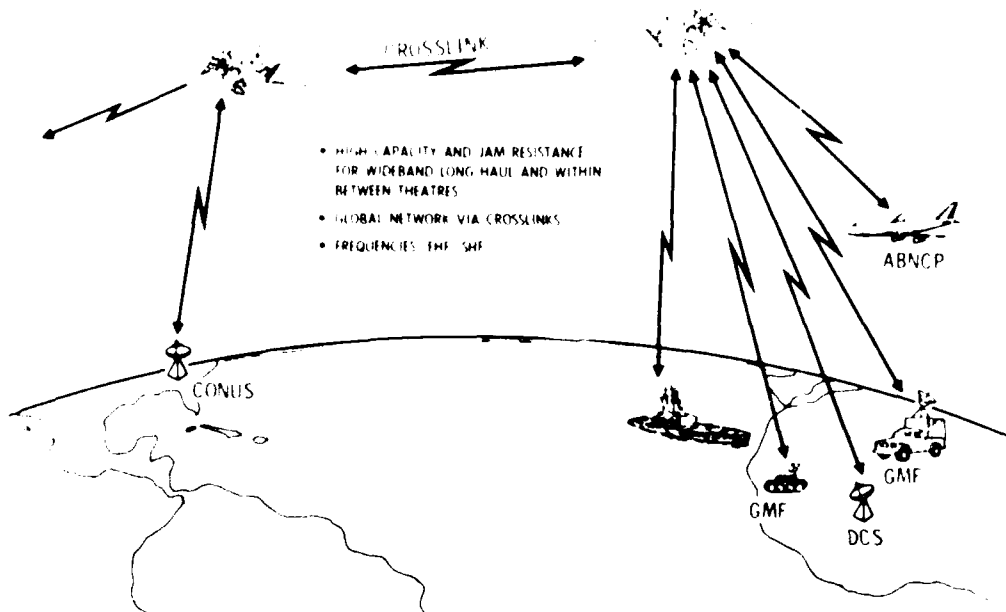 CROSSLINK
• HIGH CAPACITY AND JAM RESISTANCE
FOR WIDEBAND LONG HAUL AND WITHIN
BETWEEN THEATRES
• GLOBAL NETWORK VIA CROSSLINKS
• FREQUENCIES EHF SHF
ABNCP
CONUS
GMF
GMF
DCS